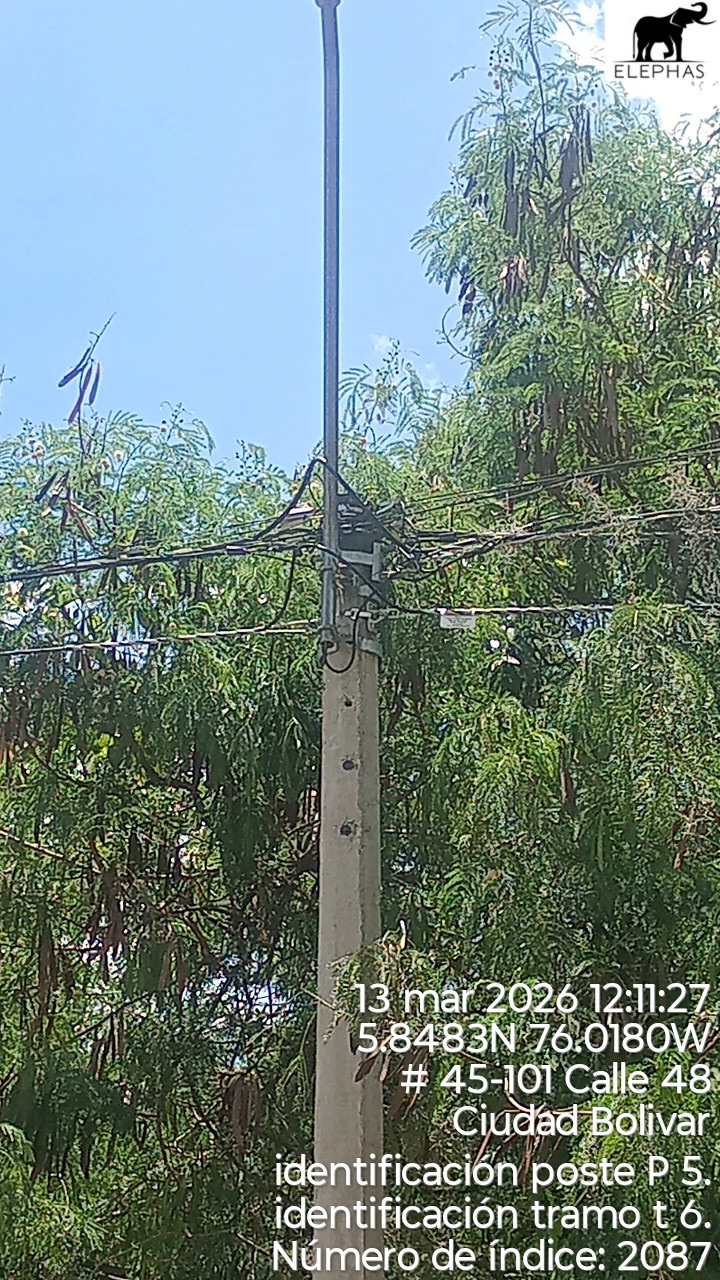 ELEPHAS
13 mar 2026 12:11:27
5.8483N 76.0180W
# 45-101 Calle 48
Ciudad Bolivar
identificación poste P 5.
identificación tramo t 6.
Número de índice: 2087